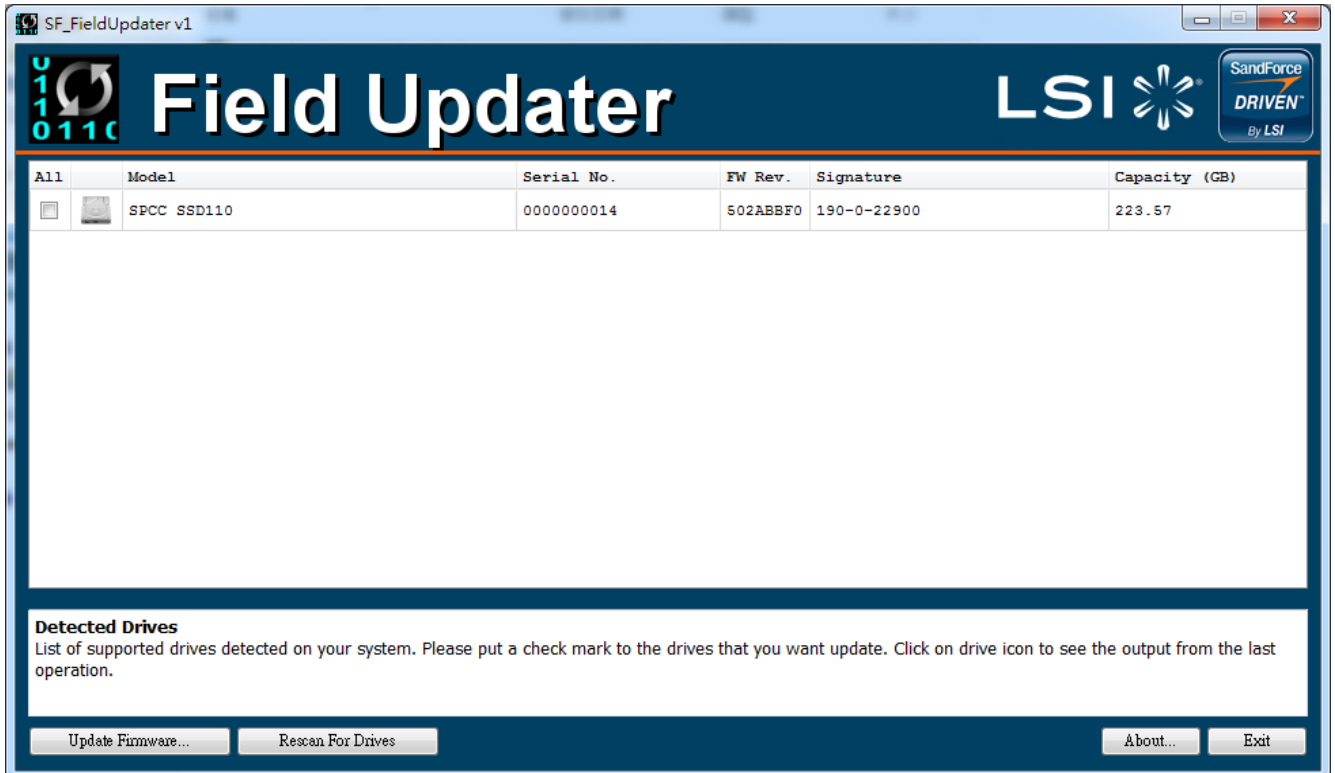 SF_FieldUpdater v1
Field Updater
LSI
SandForce
DRIVEN™
By LSI
All Model Serial No. FW Rev. Signature Capacity (GB)
SPCC SSD110 0000000014 502ABBF0 190-0-22900 223.57
Detected Drives
List of supported drives detected on your system. Please put a check mark to the drives that you want update. Click on drive icon to see the output from the last
operation.
Update Firmware... Rescan For Drives About... Exit